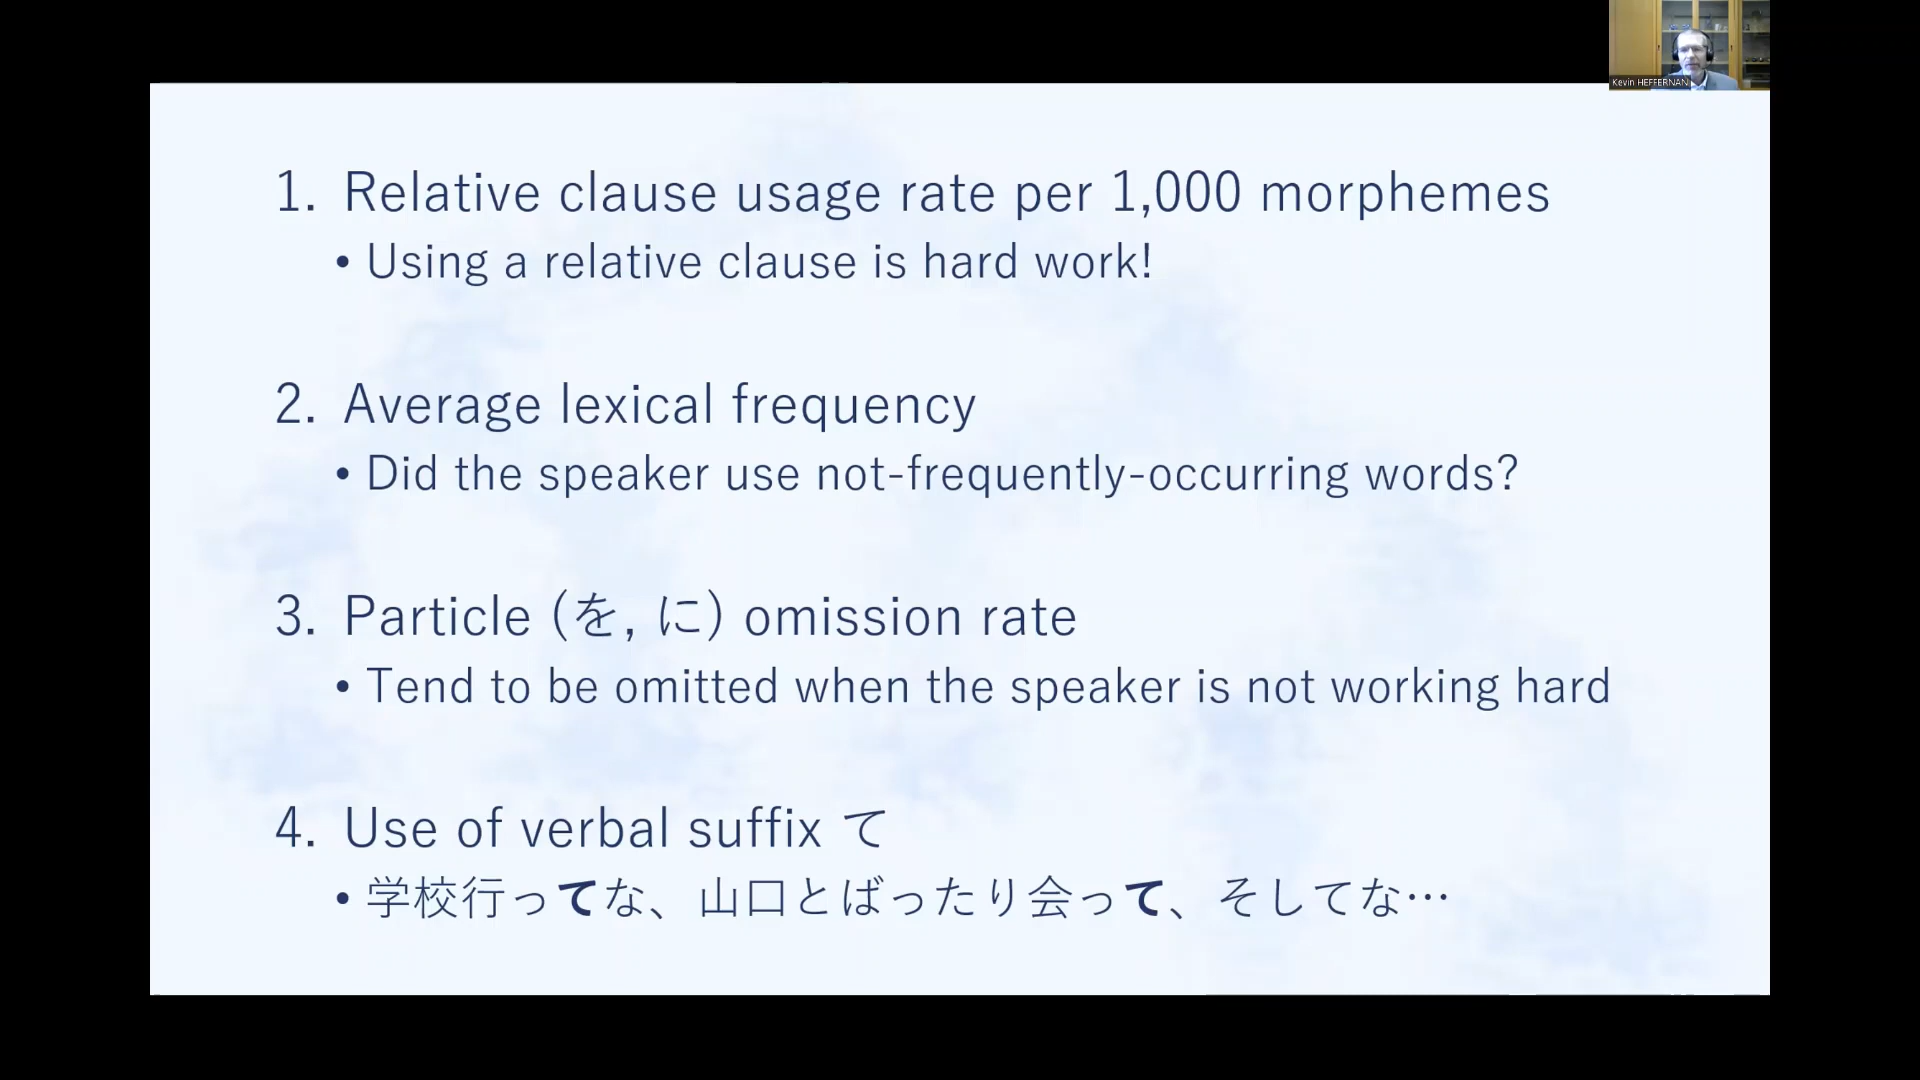 Kevin HEFFERNAN
1. Relative clause usage rate per 1,000 morphemes
• Using a relative clause is hard work!
2. Average lexical frequency
• Did the speaker use not-frequently-occurring words?
3. Particle (を, に) omission rate
• Tend to be omitted when the speaker is not working hard
4. Use of verbal suffix て
• 学校行ってな、山口とばったり会って、そしてな…